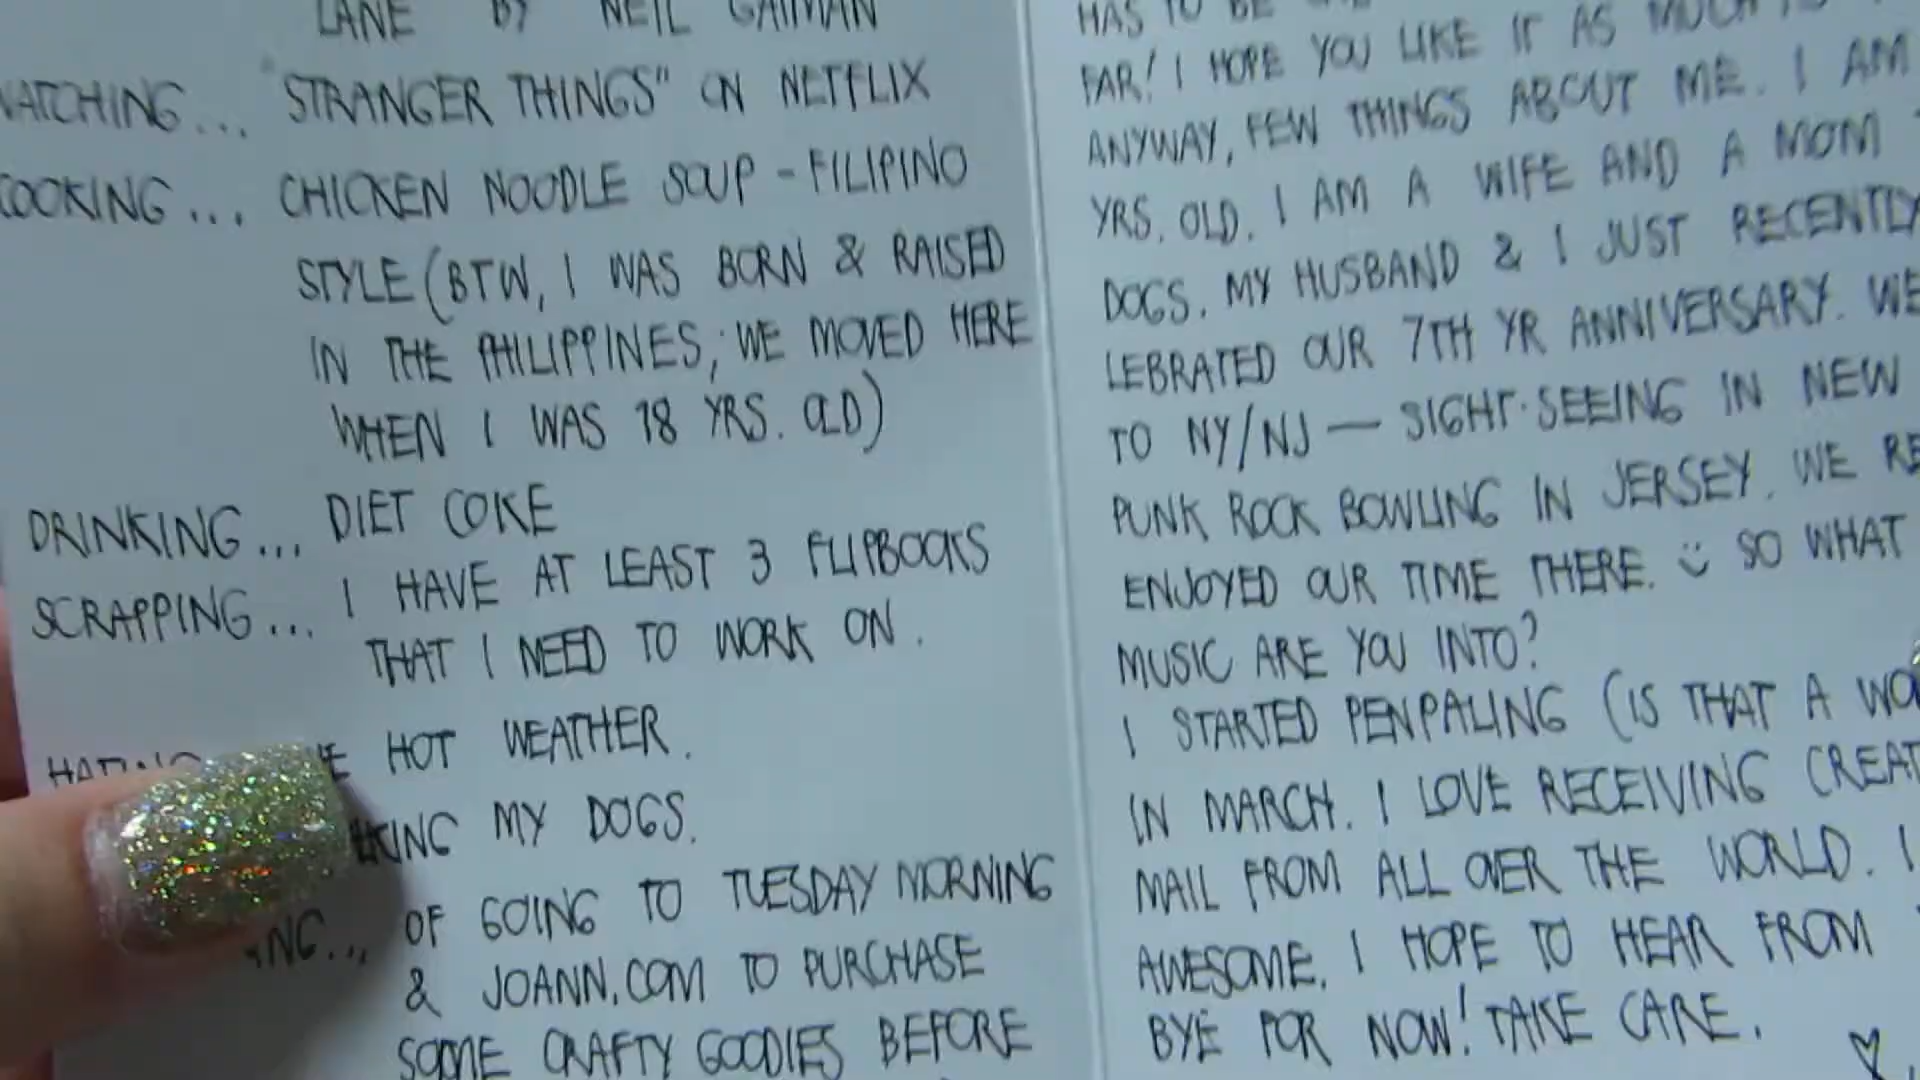 LANE BY NEIL GAIMAN
WATCHING... "STRANGER THINGS" ON NETFLIX
COOKING... CHICKEN NOODLE SOUP - FILIPINO
STYLE (BTW, I WAS BORN & RAISED
IN THE PHILIPPINES; WE MOVED HERE
WHEN I WAS 18 YRS. OLD)
DRINKING... DIET COKE
SCRAPPING... I HAVE AT LEAST 3 FLIPBOOKS
THAT I NEED TO WORK ON.
HOT WEATHER.
MY DOGS.
OF GOING TO TUESDAY MORNING
& JOANN.COM TO PURCHASE
SOME CRAFTY GOODIES BEFORE
HAS TO BE
FAR! I HOPE YOU LIKE IT AS MUCH
ANYWAY, FEW THINGS ABOUT ME. I AM
YRS. OLD. I AM A WIFE AND A MOM
DOGS. MY HUSBAND & I JUST RECENTLY
LEBRATED OUR 7TH YR ANNIVERSARY. WE
TO NY/NJ — SIGHT-SEEING IN NEW
PUNK ROCK BOWLING IN JERSEY. WE RE
ENJOYED OUR TIME THERE. :) SO WHAT
MUSIC ARE YOU INTO?
I STARTED PENPALING (IS THAT A WO
IN MARCH. I LOVE RECEIVING CREAT
MAIL FROM ALL OVER THE WORLD. I
AWESOME. I HOPE TO HEAR FROM
BYE FOR NOW! TAKE CARE.